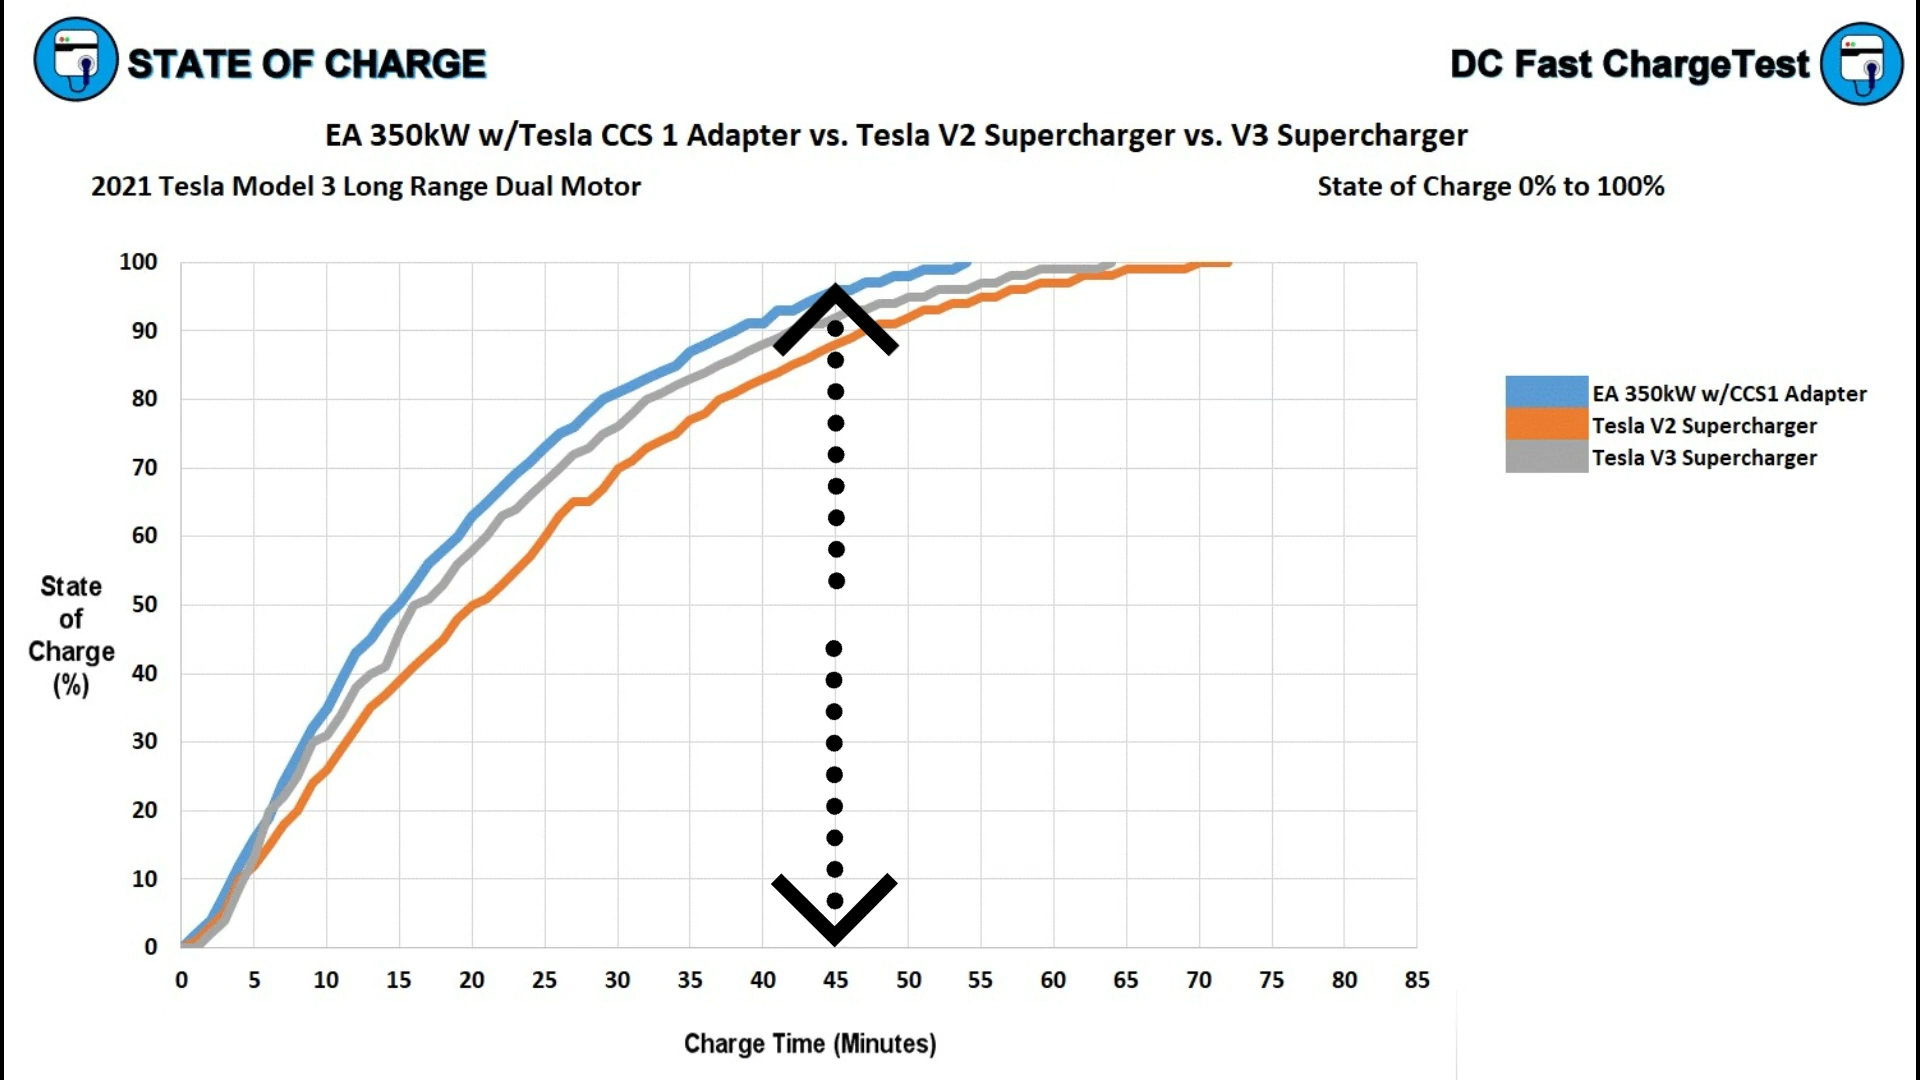 STATE OF CHARGE
DC Fast ChargeTest
EA 350kW w/Tesla CCS 1 Adapter vs. Tesla V2 Supercharger vs. V3 Supercharger
2021 Tesla Model 3 Long Range Dual Motor
State of Charge 0% to 100%
100
90
80
70
60
50
40
30
20
10
0
State
of
Charge
(%)
0 5 10 15 20 25 30 35 40 45 50 55 60 65 70 75 80 85
Charge Time (Minutes)
EA 350kW w/CCS1 Adapter
Tesla V2 Supercharger
Tesla V3 Supercharger